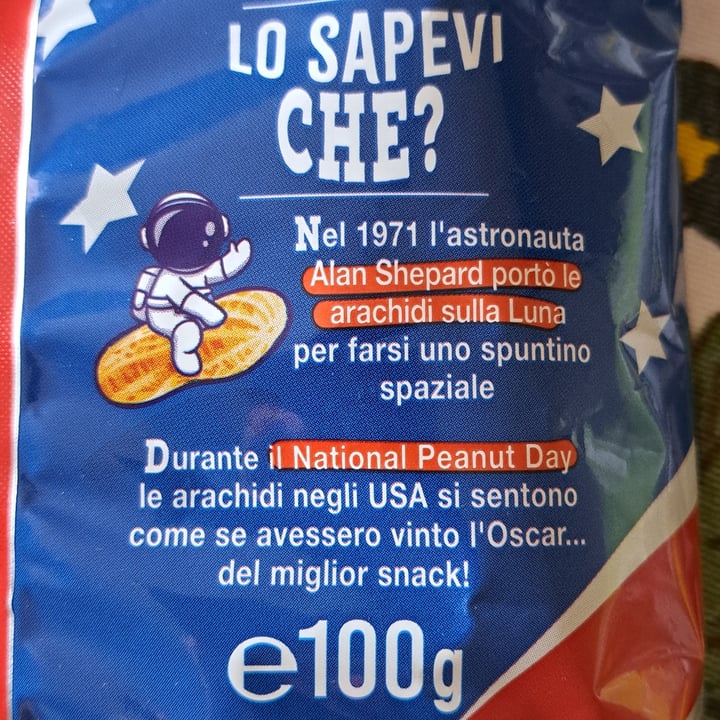 LO SAPEVI
CHE?
Nel 1971 l'astronauta
Alan Shepard portò le
arachidi sulla Luna
per farsi uno spuntino
spaziale
Durante il National Peanut Day
le arachidi negli USA si sentono
come se avessero vinto l'Oscar...
del miglior snack!
℮100g